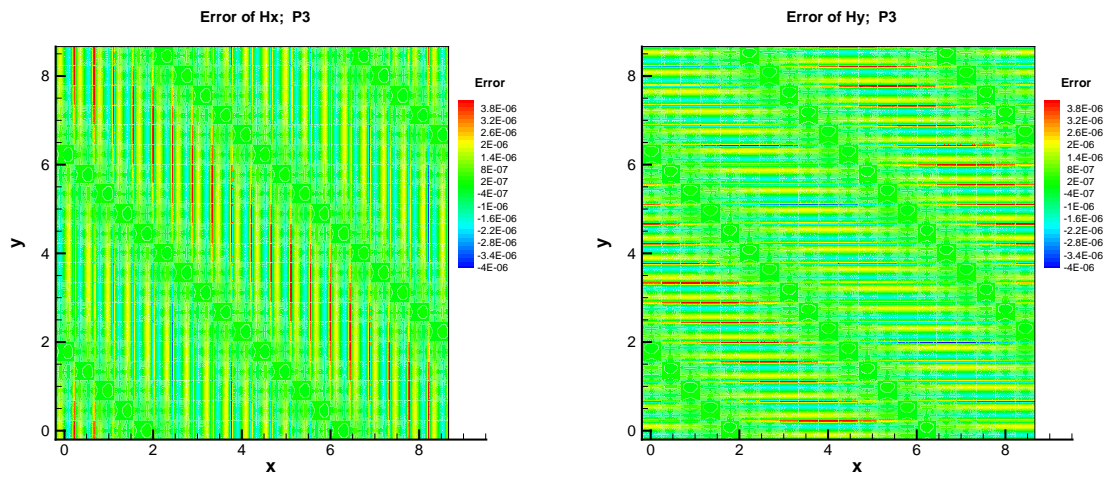 Error of Hx; P3
Error
3.8E-06
3.2E-06
2.6E-06
2E-06
1.4E-06
8E-07
2E-07
-4E-07
-1E-06
-1.6E-06
-2.2E-06
-2.8E-06
-3.4E-06
-4E-06
8
6
4
2
0
y
0 2 4 6 8
x
Error of Hy; P3
Error
3.8E-06
3.2E-06
2.6E-06
2E-06
1.4E-06
8E-07
2E-07
-4E-07
-1E-06
-1.6E-06
-2.2E-06
-2.8E-06
-3.4E-06
-4E-06
8
6
4
2
0
y
0 2 4 6 8
x